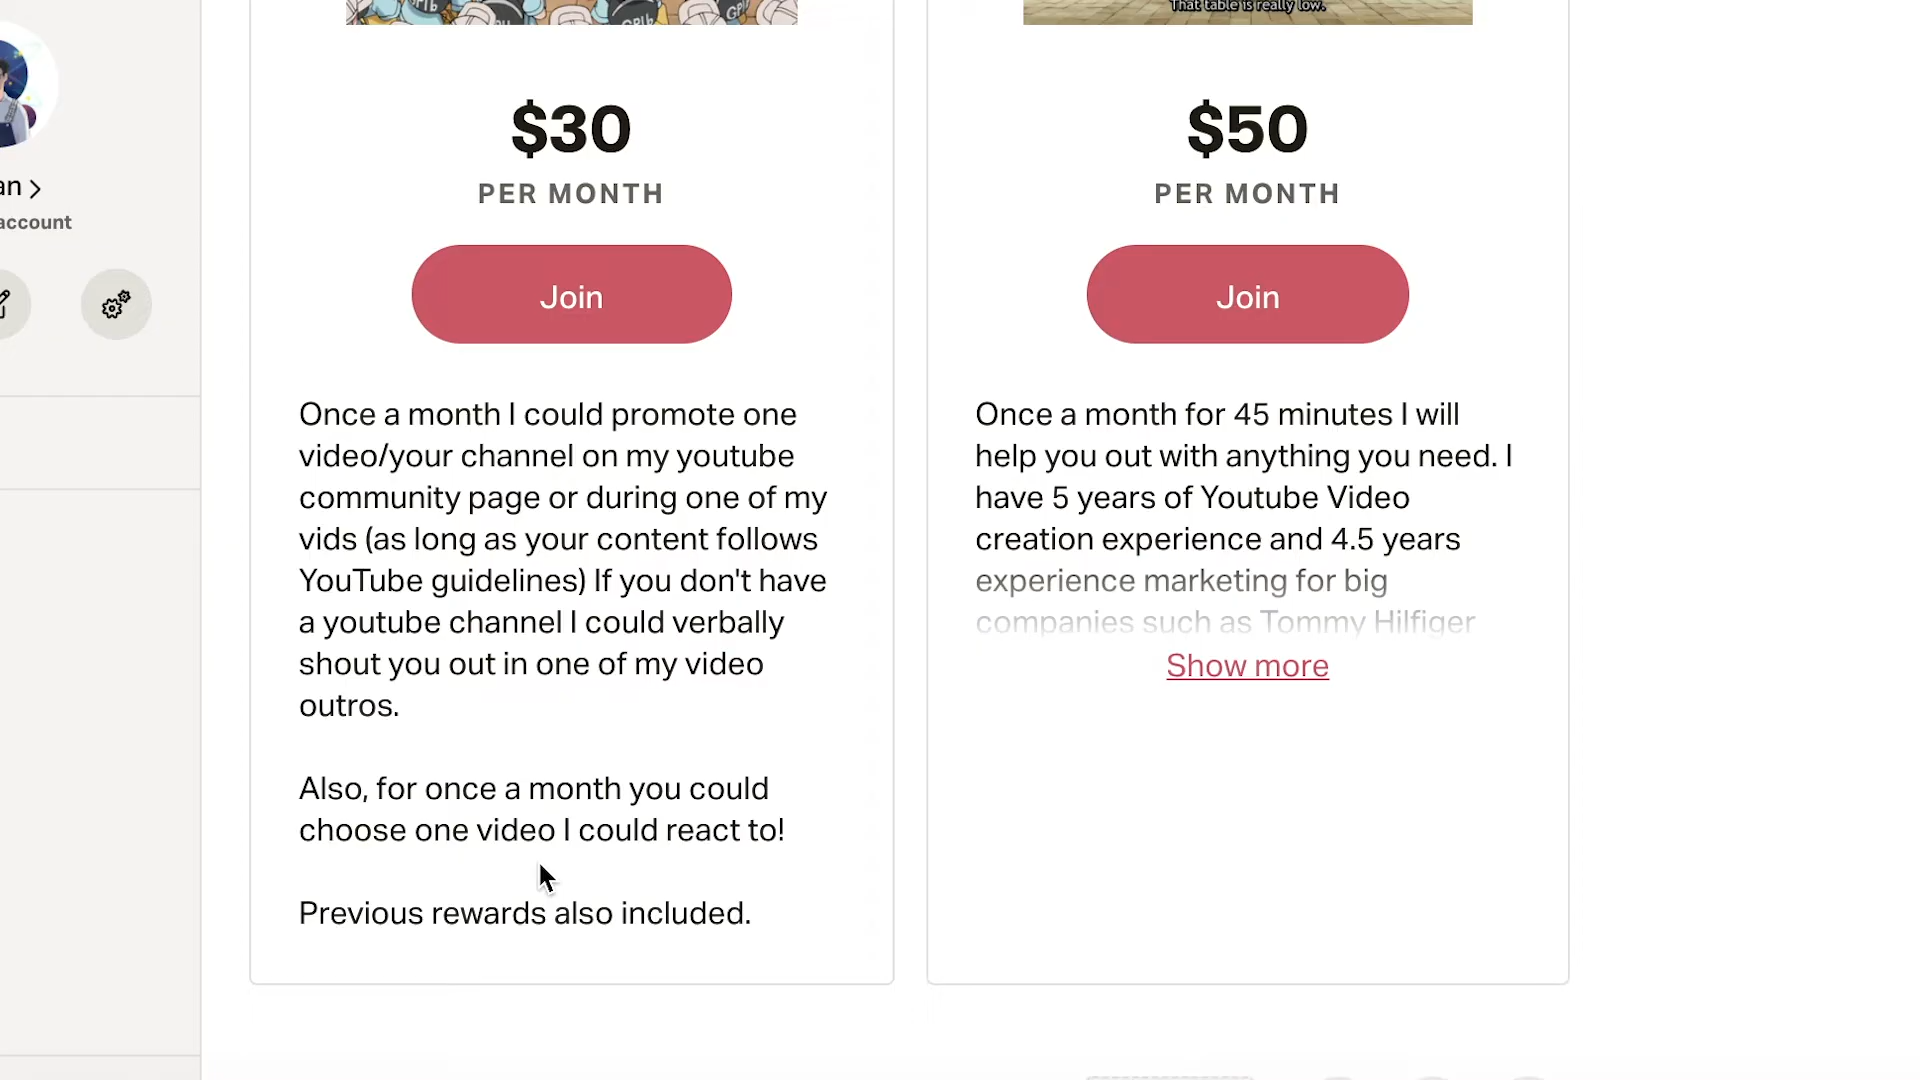 GPlb
GPlb
That table is really low.
an >
account
$30
PER MONTH
Join
Once a month I could promote one
video/your channel on my youtube
community page or during one of my
vids (as long as your content follows
YouTube guidelines) If you don't have
a youtube channel I could verbally
shout you out in one of my video
outros.
Also, for once a month you could
choose one video I could react to!
Previous rewards also included.
$50
PER MONTH
Join
Once a month for 45 minutes I will
help you out with anything you need. I
have 5 years of Youtube Video
creation experience and 4.5 years
experience marketing for big
companies such as Tommy Hilfiger
Show more